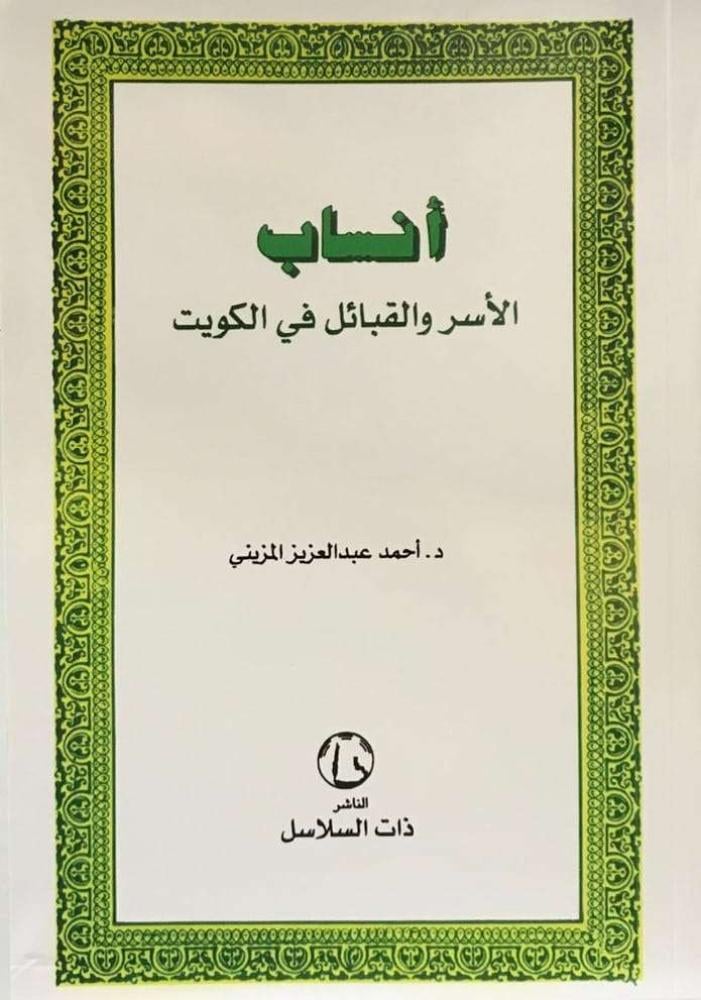 أنساب
الأسر والقبائل في الكويت
د. أحمد عبدالعزيز المزيني
الناشر
ذات السلاسل